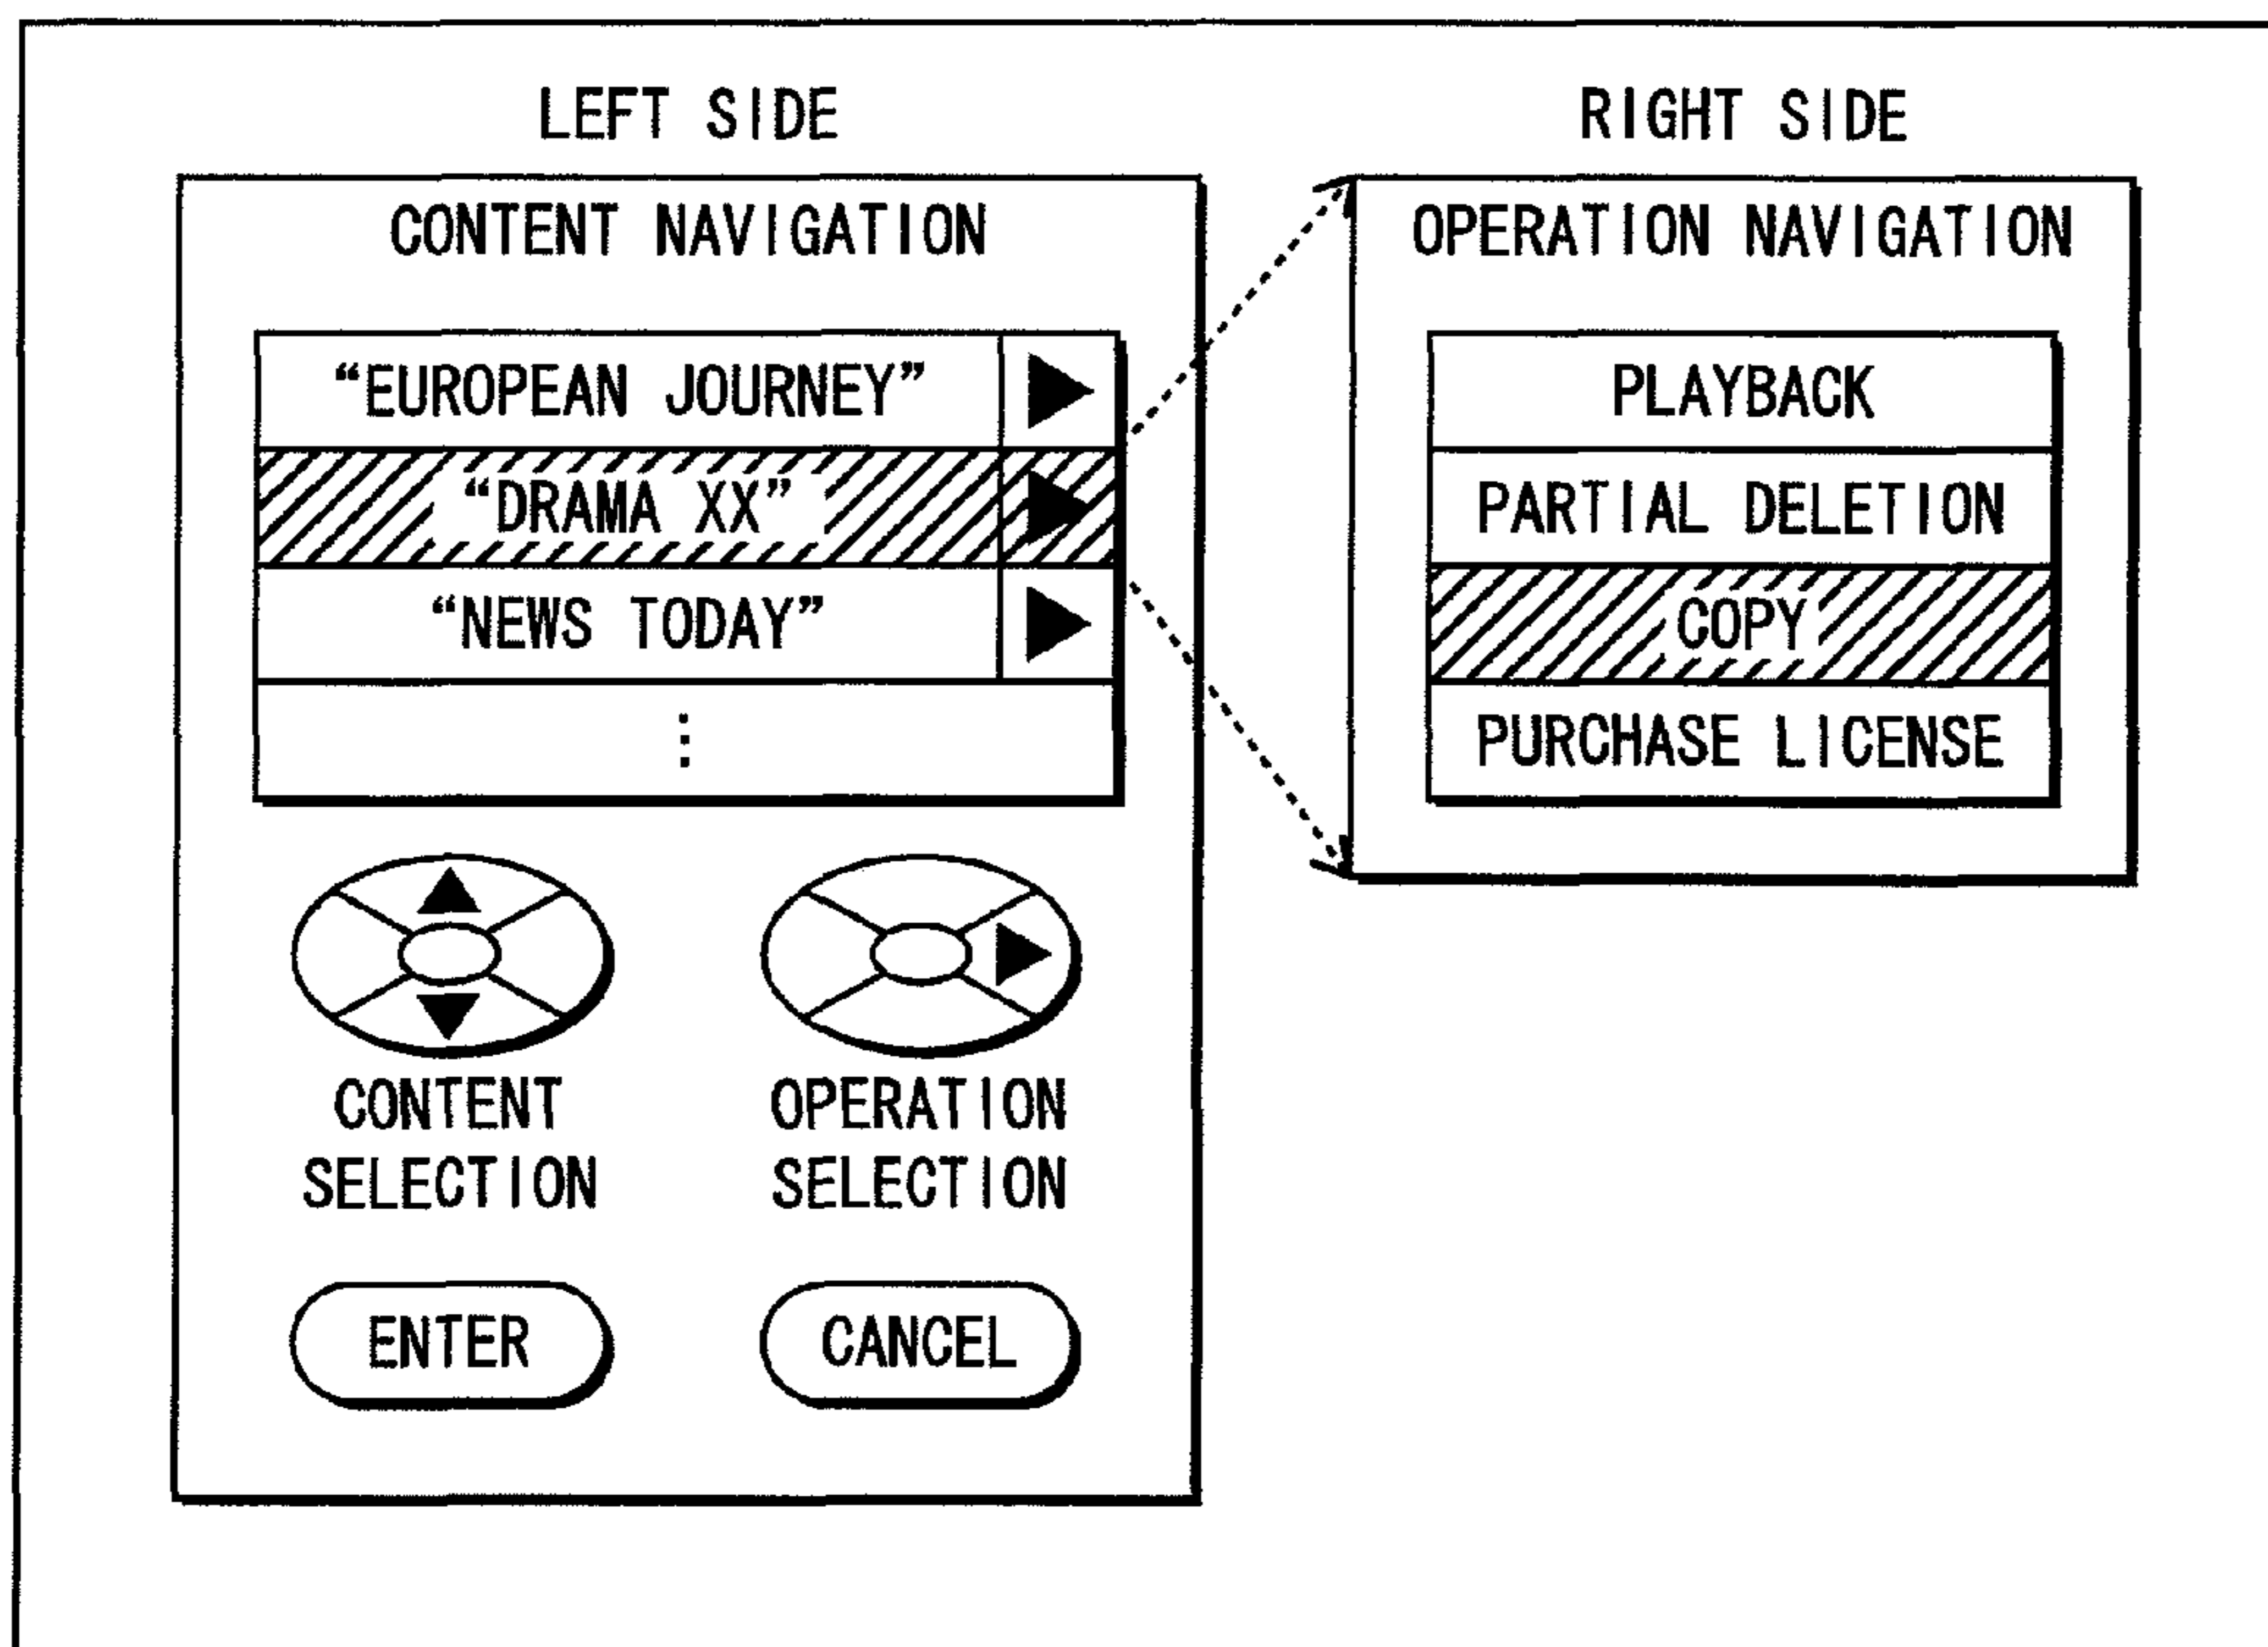 LEFT SIDE
CONTENT NAVIGATION
“EUROPEAN JOURNEY”
“DRAMA XX”
“NEWS TODAY”
⋮
CONTENT
SELECTION
OPERATION
SELECTION
ENTER
CANCEL
RIGHT SIDE
OPERATION NAVIGATION
PLAYBACK
PARTIAL DELETION
COPY
PURCHASE LICENSE